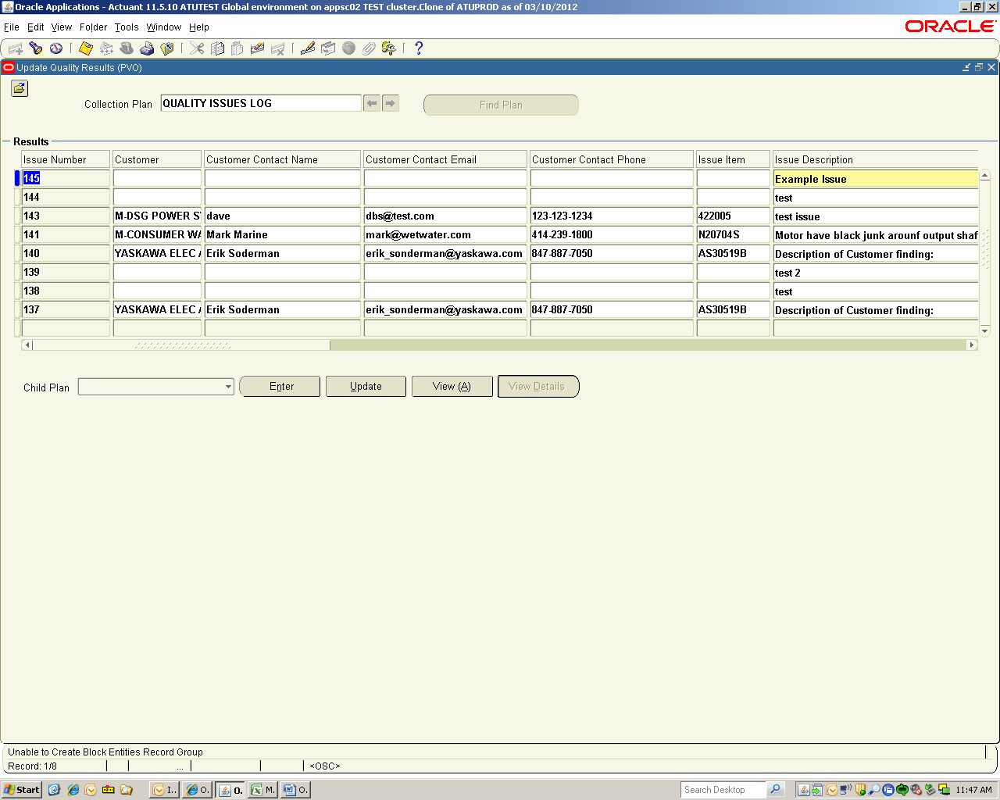 Oracle Applications - Actuant 11.5.10 ATUTEST Global environment on appsc02 TEST cluster.Clone of ATUPROD as of 03/10/2012
File Edit View Folder Tools Window Help
ORACLE
Update Quality Results (PVO)
Collection Plan QUALITY ISSUES LOG Find Plan
Results
Issue Number Customer Customer Contact Name Customer Contact Email Customer Contact Phone Issue Item Issue Description
145 Example Issue
144 test
143 M-DSG POWER S dave dbs@test.com 123-123-1234 422005 test issue
141 M-CONSUMER WA Mark Marine mark@wetwater.com 414-239-1800 N20704S Motor have black junk arounf output shaf
140 YASKAWA ELEC A Erik Soderman erik_sonderman@yaskawa.com 847-887-7050 AS30519B Description of Customer finding:
139 test 2
138 test
137 YASKAWA ELEC A Erik Soderman erik_sonderman@yaskawa.com 847-887-7050 AS30519B Description of Customer finding:
Child Plan Enter Update View (A) View Details
Unable to Create Block Entities Record Group
Record: 1/8 ... <OSC>
Start I.. O. O. M. O. Search Desktop 11:47 AM